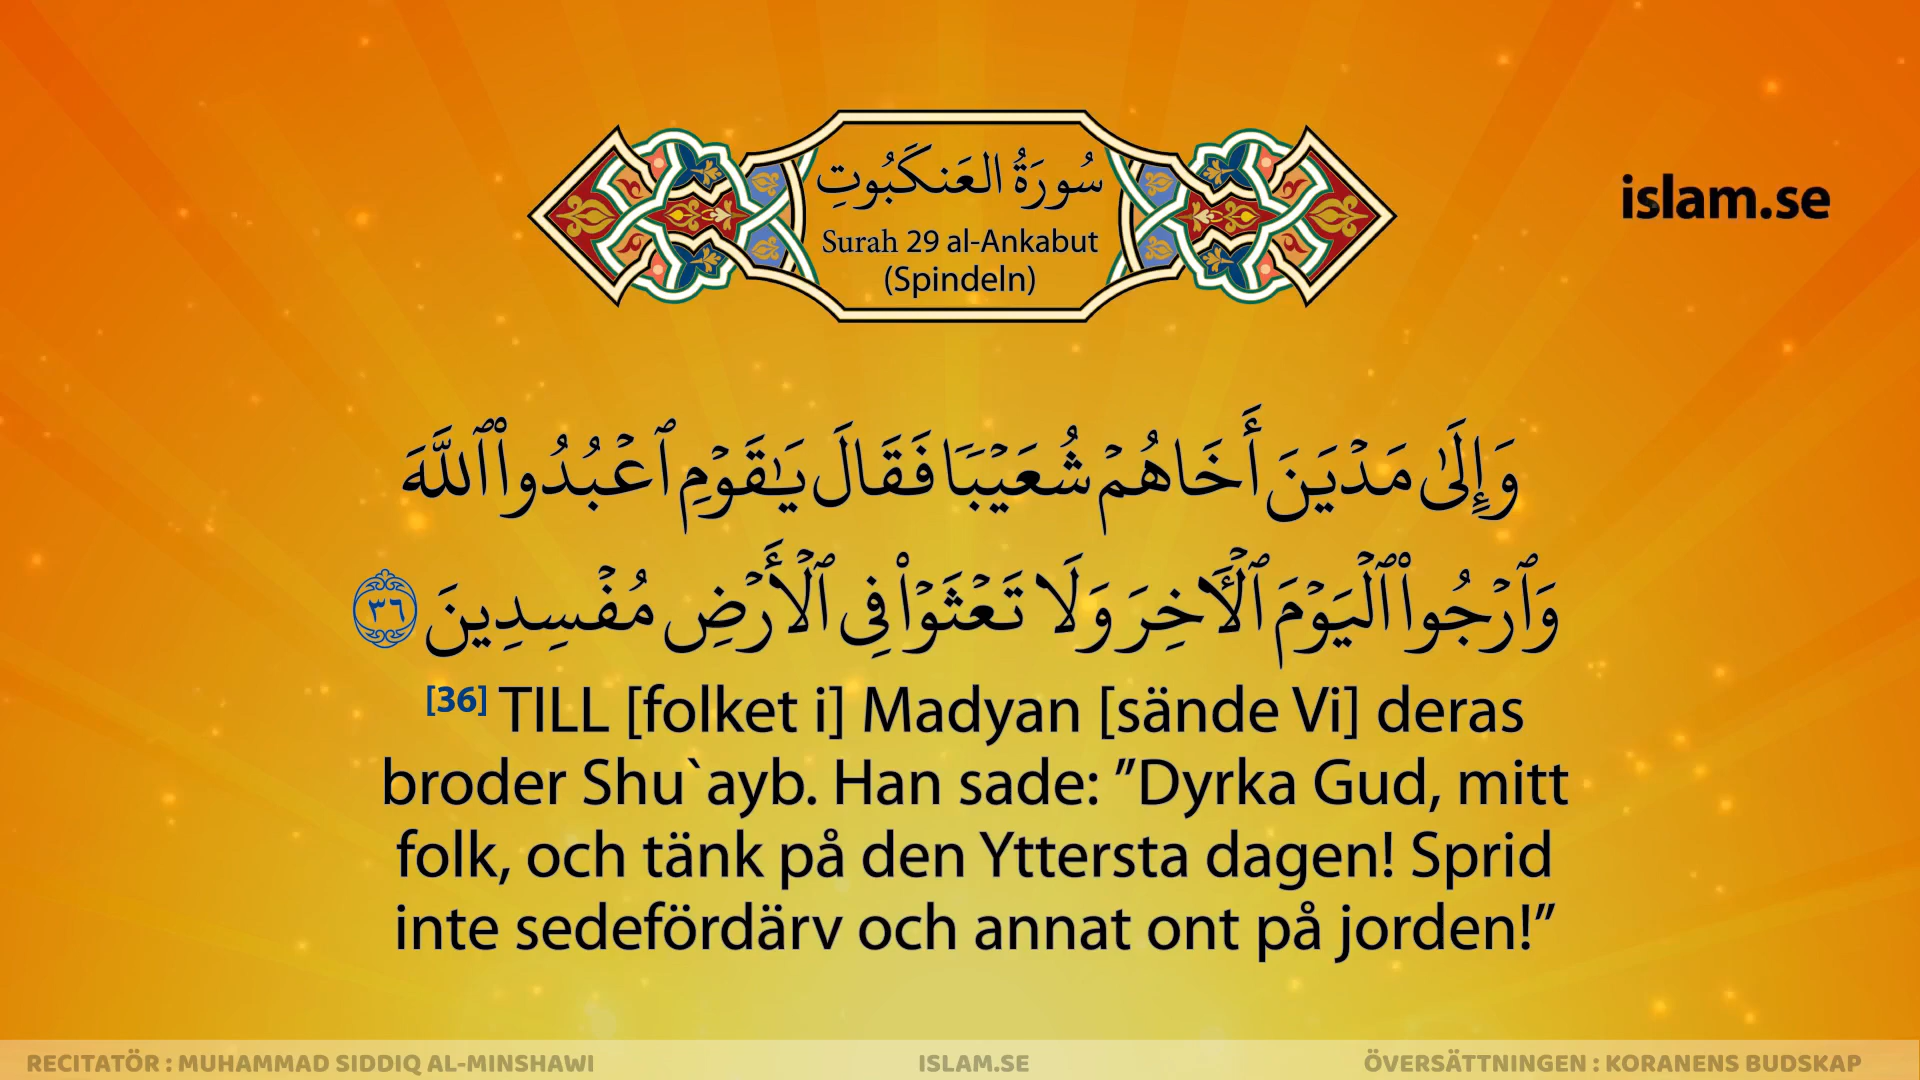 سُورَةُ العَنكَبُوتِ
Surah 29 al-Ankabut
(Spindeln)
islam.se
وَإِلَىٰ مَدۡيَنَ أَخَاهُمۡ شُعَيۡبٗا فَقَالَ يَٰقَوۡمِ ٱعۡبُدُواْ ٱللَّهَ
وَٱرۡجُواْ ٱلۡيَوۡمَ ٱلۡأٓخِرَ وَلَا تَعۡثَوۡاْ فِي ٱلۡأَرۡضِ مُفۡسِدِينَ ٣٦
[36] TILL [folket i] Madyan [sände Vi] deras
broder Shu`ayb. Han sade: ”Dyrka Gud, mitt
folk, och tänk på den Yttersta dagen! Sprid
inte sedefördärv och annat ont på jorden!”
RECITATÖR : MUHAMMAD SIDDIQ AL-MINSHAWI
ISLAM.SE
ÖVERSÄTTNINGEN : KORANENS BUDSKAP